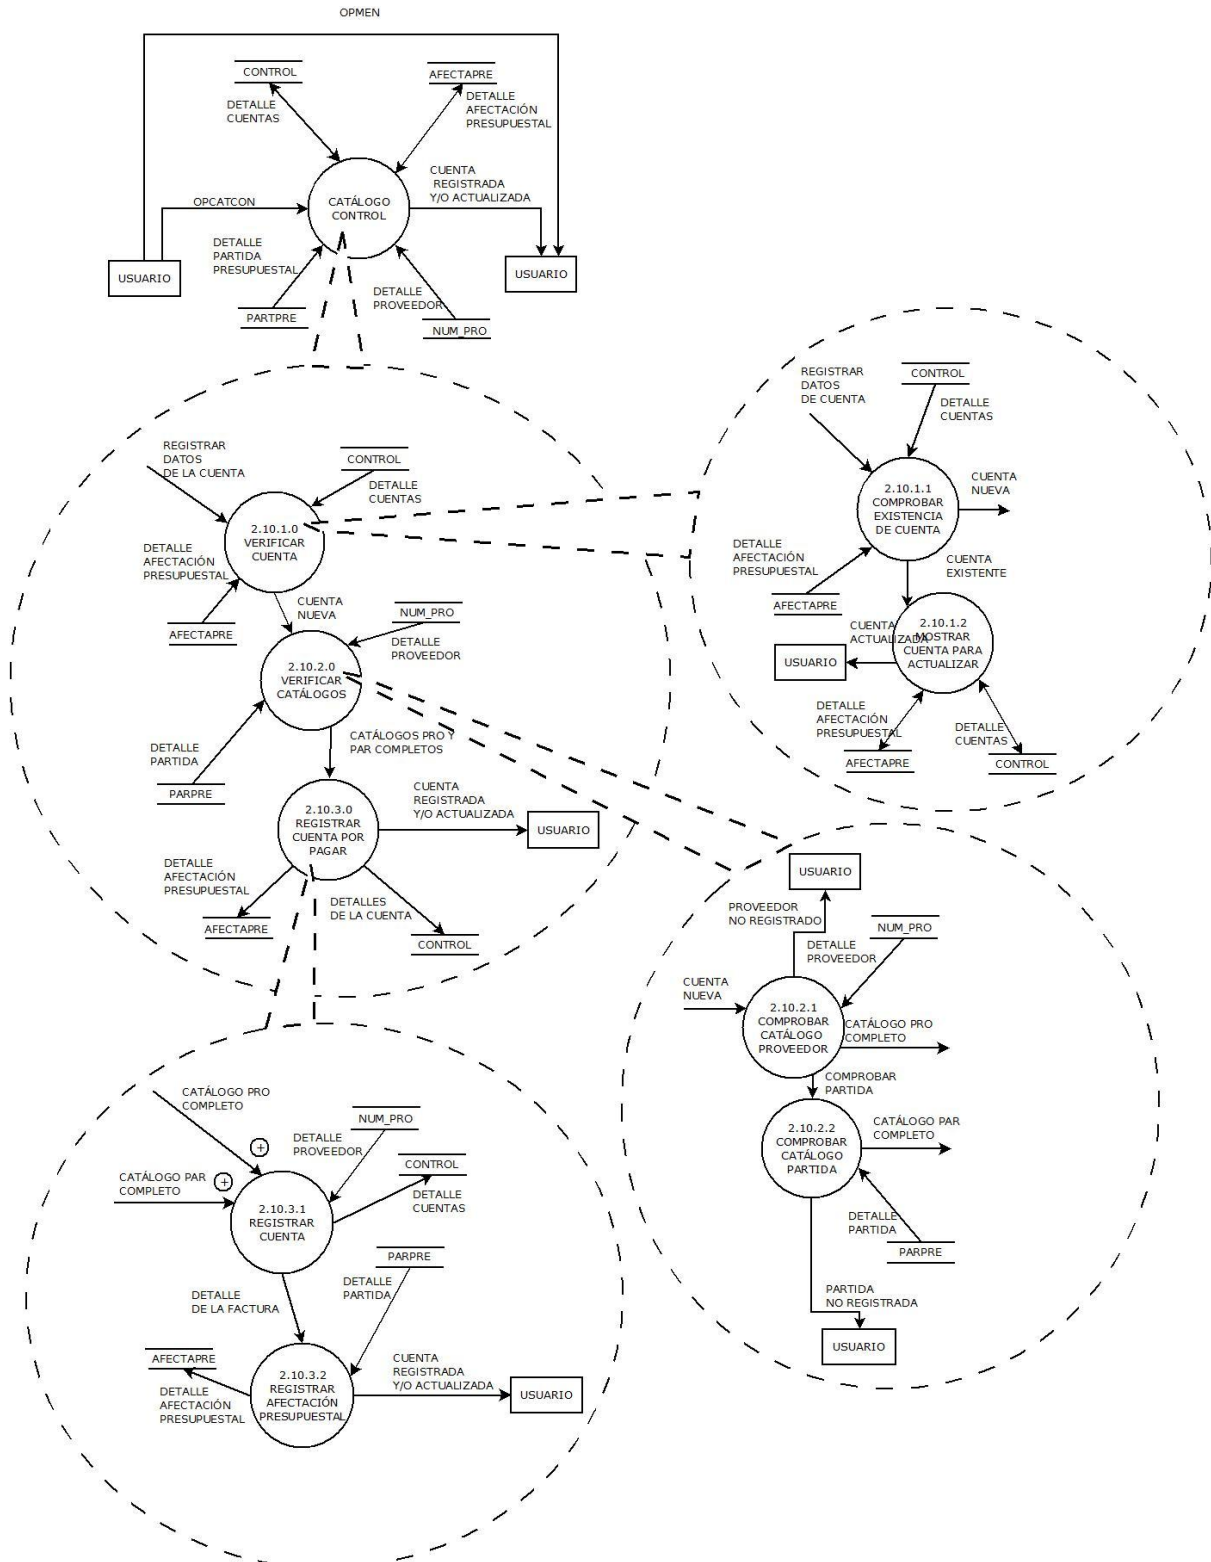 OPMEN
CONTROL
AFECTAPRE
DETALLE
CUENTAS
DETALLE
AFECTACIÓN
PRESUPUESTAL
CUENTA
REGISTRADA
Y/O ACTUALIZADA
OPCATCON
CATÁLOGO
CONTROL
DETALLE
PARTIDA
PRESUPUESTAL
USUARIO
USUARIO
DETALLE
PROVEEDOR
PARTPRE
NUM_PRO
REGISTRAR
DATOS
DE LA CUENTA
CONTROL
DETALLE
CUENTAS
2.10.1.0
VERIFICAR
CUENTA
DETALLE
AFECTACIÓN
PRESUPUESTAL
AFECTAPRE
CUENTA
NUEVA
NUM_PRO
DETALLE
PROVEEDOR
2.10.2.0
VERIFICAR
CATÁLOGOS
DETALLE
PARTIDA
PARPRE
CATÁLOGOS PRO Y
PAR COMPLETOS
2.10.3.0
REGISTRAR
CUENTA POR
PAGAR
CUENTA
REGISTRADA
Y/O ACTUALIZADA
USUARIO
DETALLE
AFECTACIÓN
PRESUPUESTAL
AFECTAPRE
DETALLES
DE LA CUENTA
CONTROL
REGISTRAR
DATOS
DE CUENTA
CONTROL
DETALLE
CUENTAS
2.10.1.1
COMPROBAR
EXISTENCIA
DE CUENTA
CUENTA
NUEVA
DETALLE
AFECTACIÓN
PRESUPUESTAL
AFECTAPRE
CUENTA
EXISTENTE
2.10.1.2
MOSTRAR
CUENTA PARA
ACTUALIZAR
CUENTA
ACTUALIZADA
USUARIO
DETALLE
AFECTACIÓN
PRESUPUESTAL
AFECTAPRE
DETALLE
CUENTAS
CONTROL
USUARIO
PROVEEDOR
NO REGISTRADO
DETALLE
PROVEEDOR
NUM_PRO
CUENTA
NUEVA
2.10.2.1
COMPROBAR
CATÁLOGO
PROVEEDOR
CATÁLOGO PRO
COMPLETO
COMPROBAR
PARTIDA
2.10.2.2
COMPROBAR
CATÁLOGO
PARTIDA
CATÁLOGO PAR
COMPLETO
DETALLE
PARTIDA
PARPRE
PARTIDA
NO REGISTRADA
USUARIO
CATÁLOGO PRO
COMPLETO
+
CATÁLOGO PAR
COMPLETO
+
DETALLE
PROVEEDOR
NUM_PRO
CONTROL
DETALLE
CUENTAS
2.10.3.1
REGISTRAR
CUENTA
DETALLE
DE LA FACTURA
DETALLE
PARTIDA
PARPRE
AFECTAPRE
DETALLE
AFECTACIÓN
PRESUPUESTAL
2.10.3.2
REGISTRAR
AFECTACIÓN
PRESUPUESTAL
CUENTA
REGISTRADA
Y/O ACTUALIZADA
USUARIO